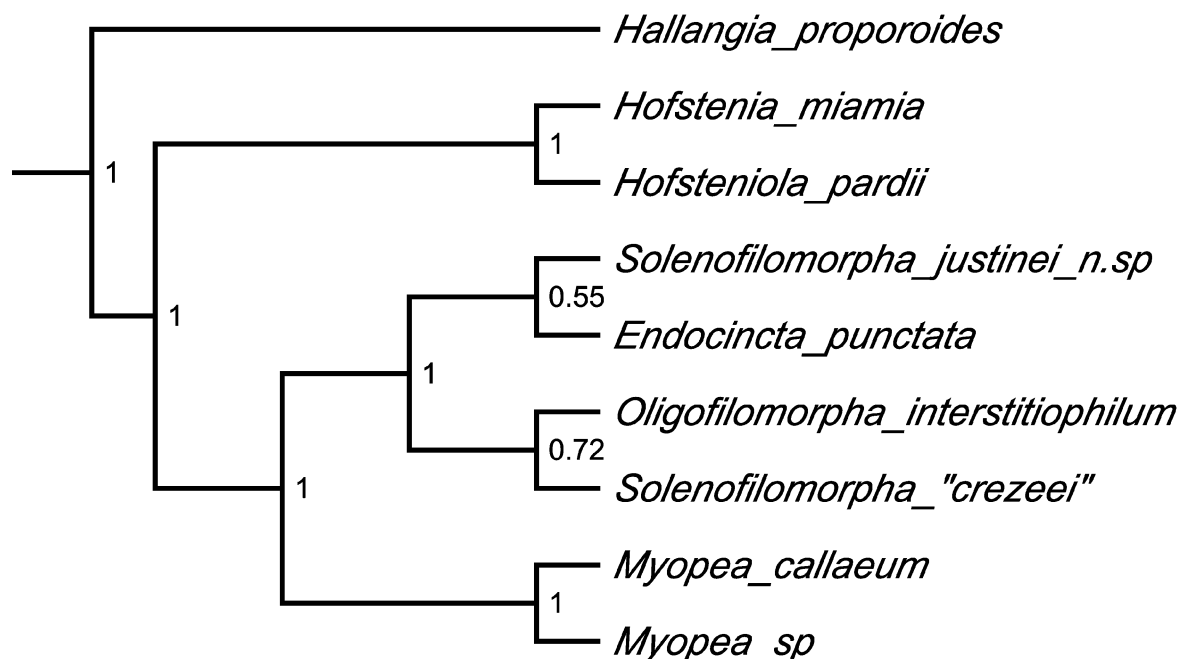 Hallangia_proporoides
Hofstenia_miamia
1
1
Hofsteniola_pardii
Solenofilomorpha_justinei_n.sp
0.55
1
Endocincta_punctata
1
Oligofilomorpha_interstitiophilum
0.72
1
Solenofilomorpha_"crezeei"
Myopea_callaeum
1
Myopea_sp